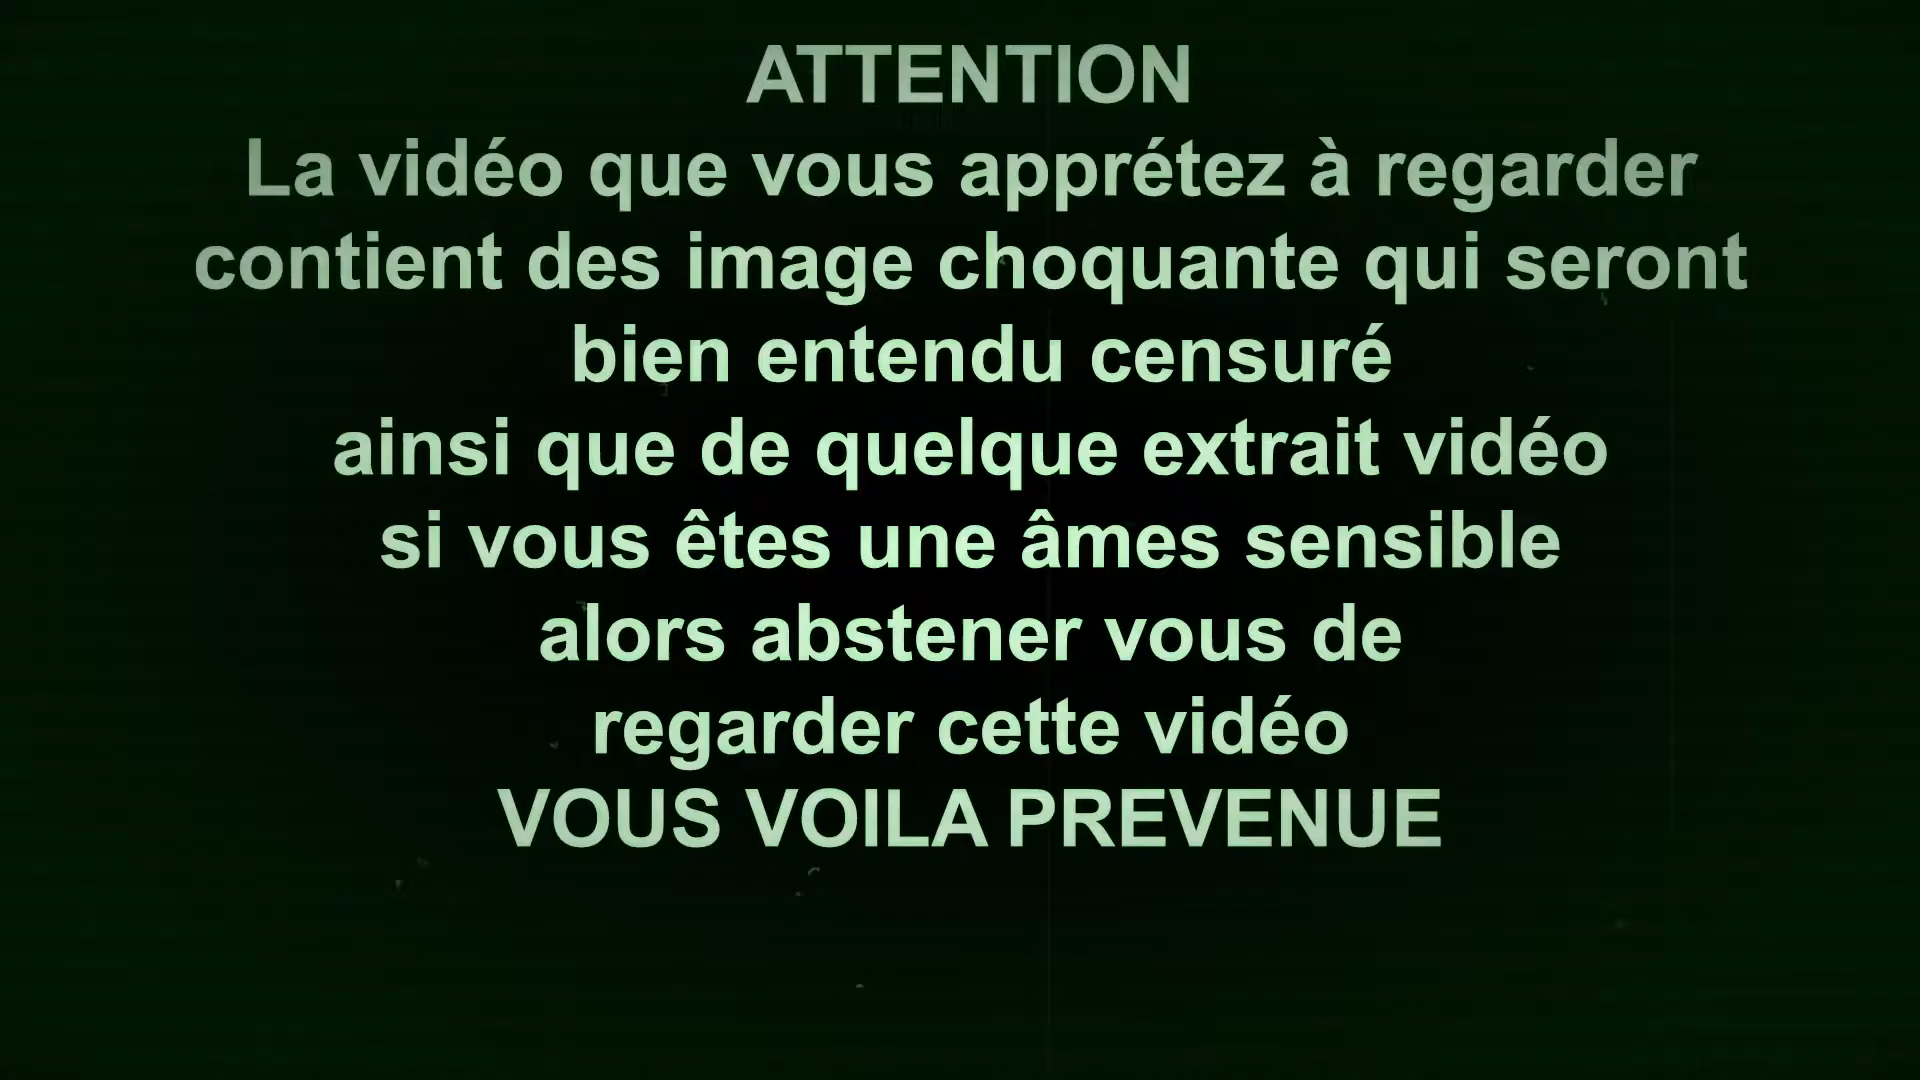 ATTENTION
La vidéo que vous apprétez à regarder
contient des image choquante qui seront
bien entendu censuré
ainsi que de quelque extrait vidéo
si vous êtes une âmes sensible
alors abstener vous de
regarder cette vidéo
VOUS VOILA PREVENUE